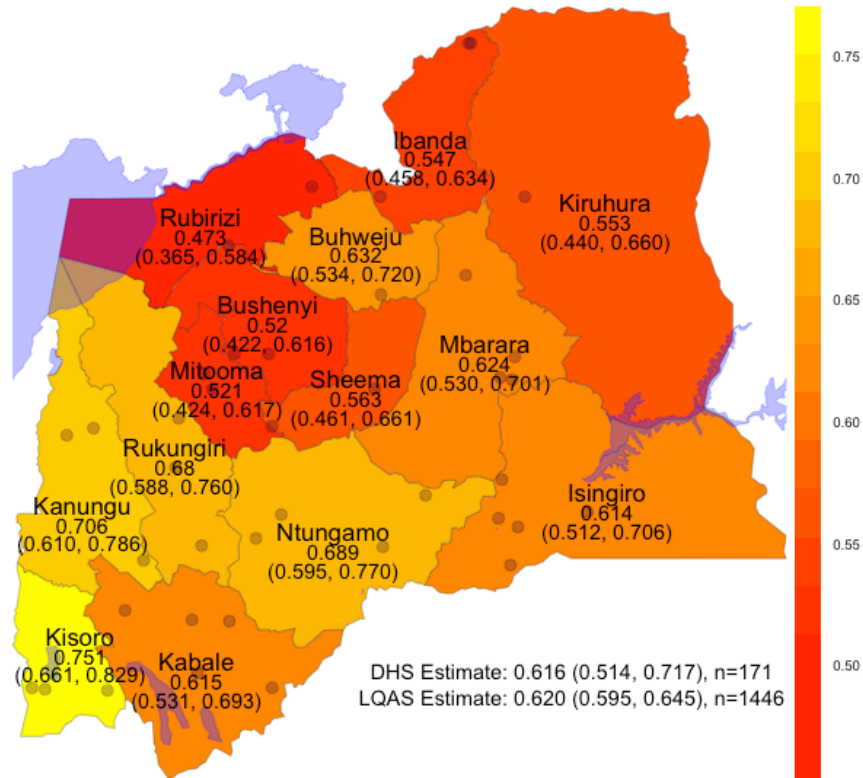 0.75
Ibanda
0.547
(0.458, 0.634)
0.70
Kiruhura
0.553
(0.440, 0.660)
Rubirizi
0.473
(0.365, 0.584)
Buhweju
0.632
(0.534, 0.720)
0.65
Bushenyi
0.52
(0.422, 0.616)
Mbarara
0.624
(0.530, 0.701)
Mitooma
0.521
(0.424, 0.617)
Sheema
0.563
(0.461, 0.661)
0.60
Rukungiri
0.68
(0.588, 0.760)
Isingiro
0.614
(0.512, 0.706)
Kanungu
0.706
(0.610, 0.786)
Ntungamo
0.689
(0.595, 0.770)
0.55
Kisoro
0.751
(0.661, 0.829)
Kabale
0.615
(0.531, 0.693)
DHS Estimate: 0.616 (0.514, 0.717), n=171
LQAS Estimate: 0.620 (0.595, 0.645), n=1446
0.50